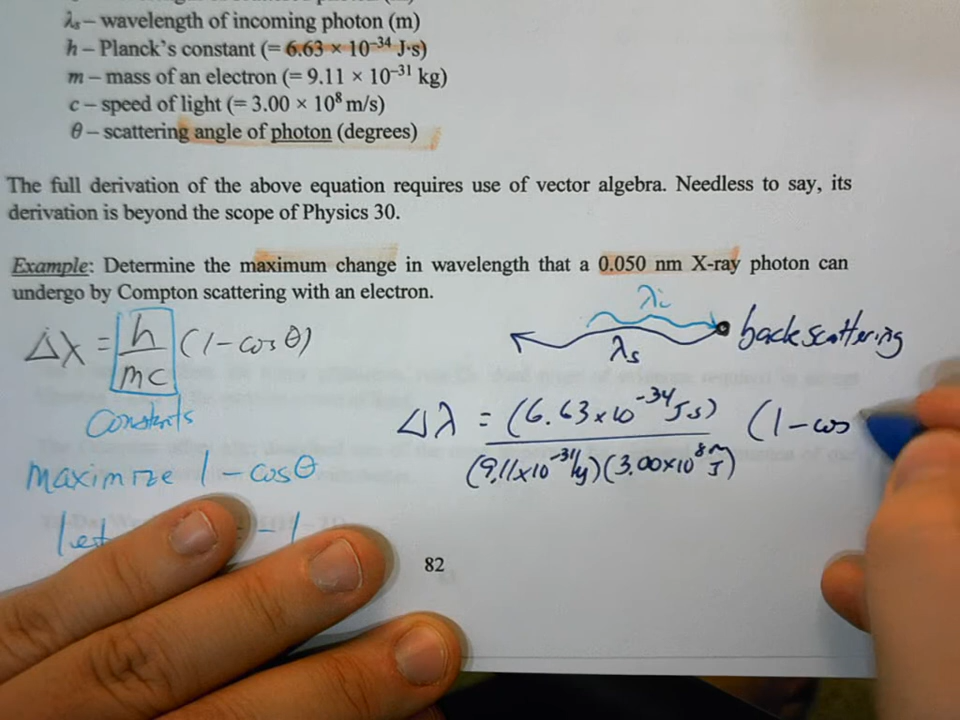 λs – wavelength of incoming photon (m)
h – Planck's constant (= 6.63 × 10⁻³⁴ J·s)
m – mass of an electron (= 9.11 × 10⁻³¹ kg)
c – speed of light (= 3.00 × 10⁸ m/s)
θ – scattering angle of photon (degrees)
The full derivation of the above equation requires use of vector algebra. Needless to say, its
derivation is beyond the scope of Physics 30.
Example: Determine the maximum change in wavelength that a 0.050 nm X-ray photon can
undergo by Compton scattering with an electron.
Δλ = h/mc (1 - cos θ)
constants
maximize 1 - cosθ
let -1
λi
λs
backscattering
Δλ = (6.63×10⁻³⁴ J·s) (1 - cos
(9.11×10⁻³¹ kg)(3.00×10⁸ m/s)
82